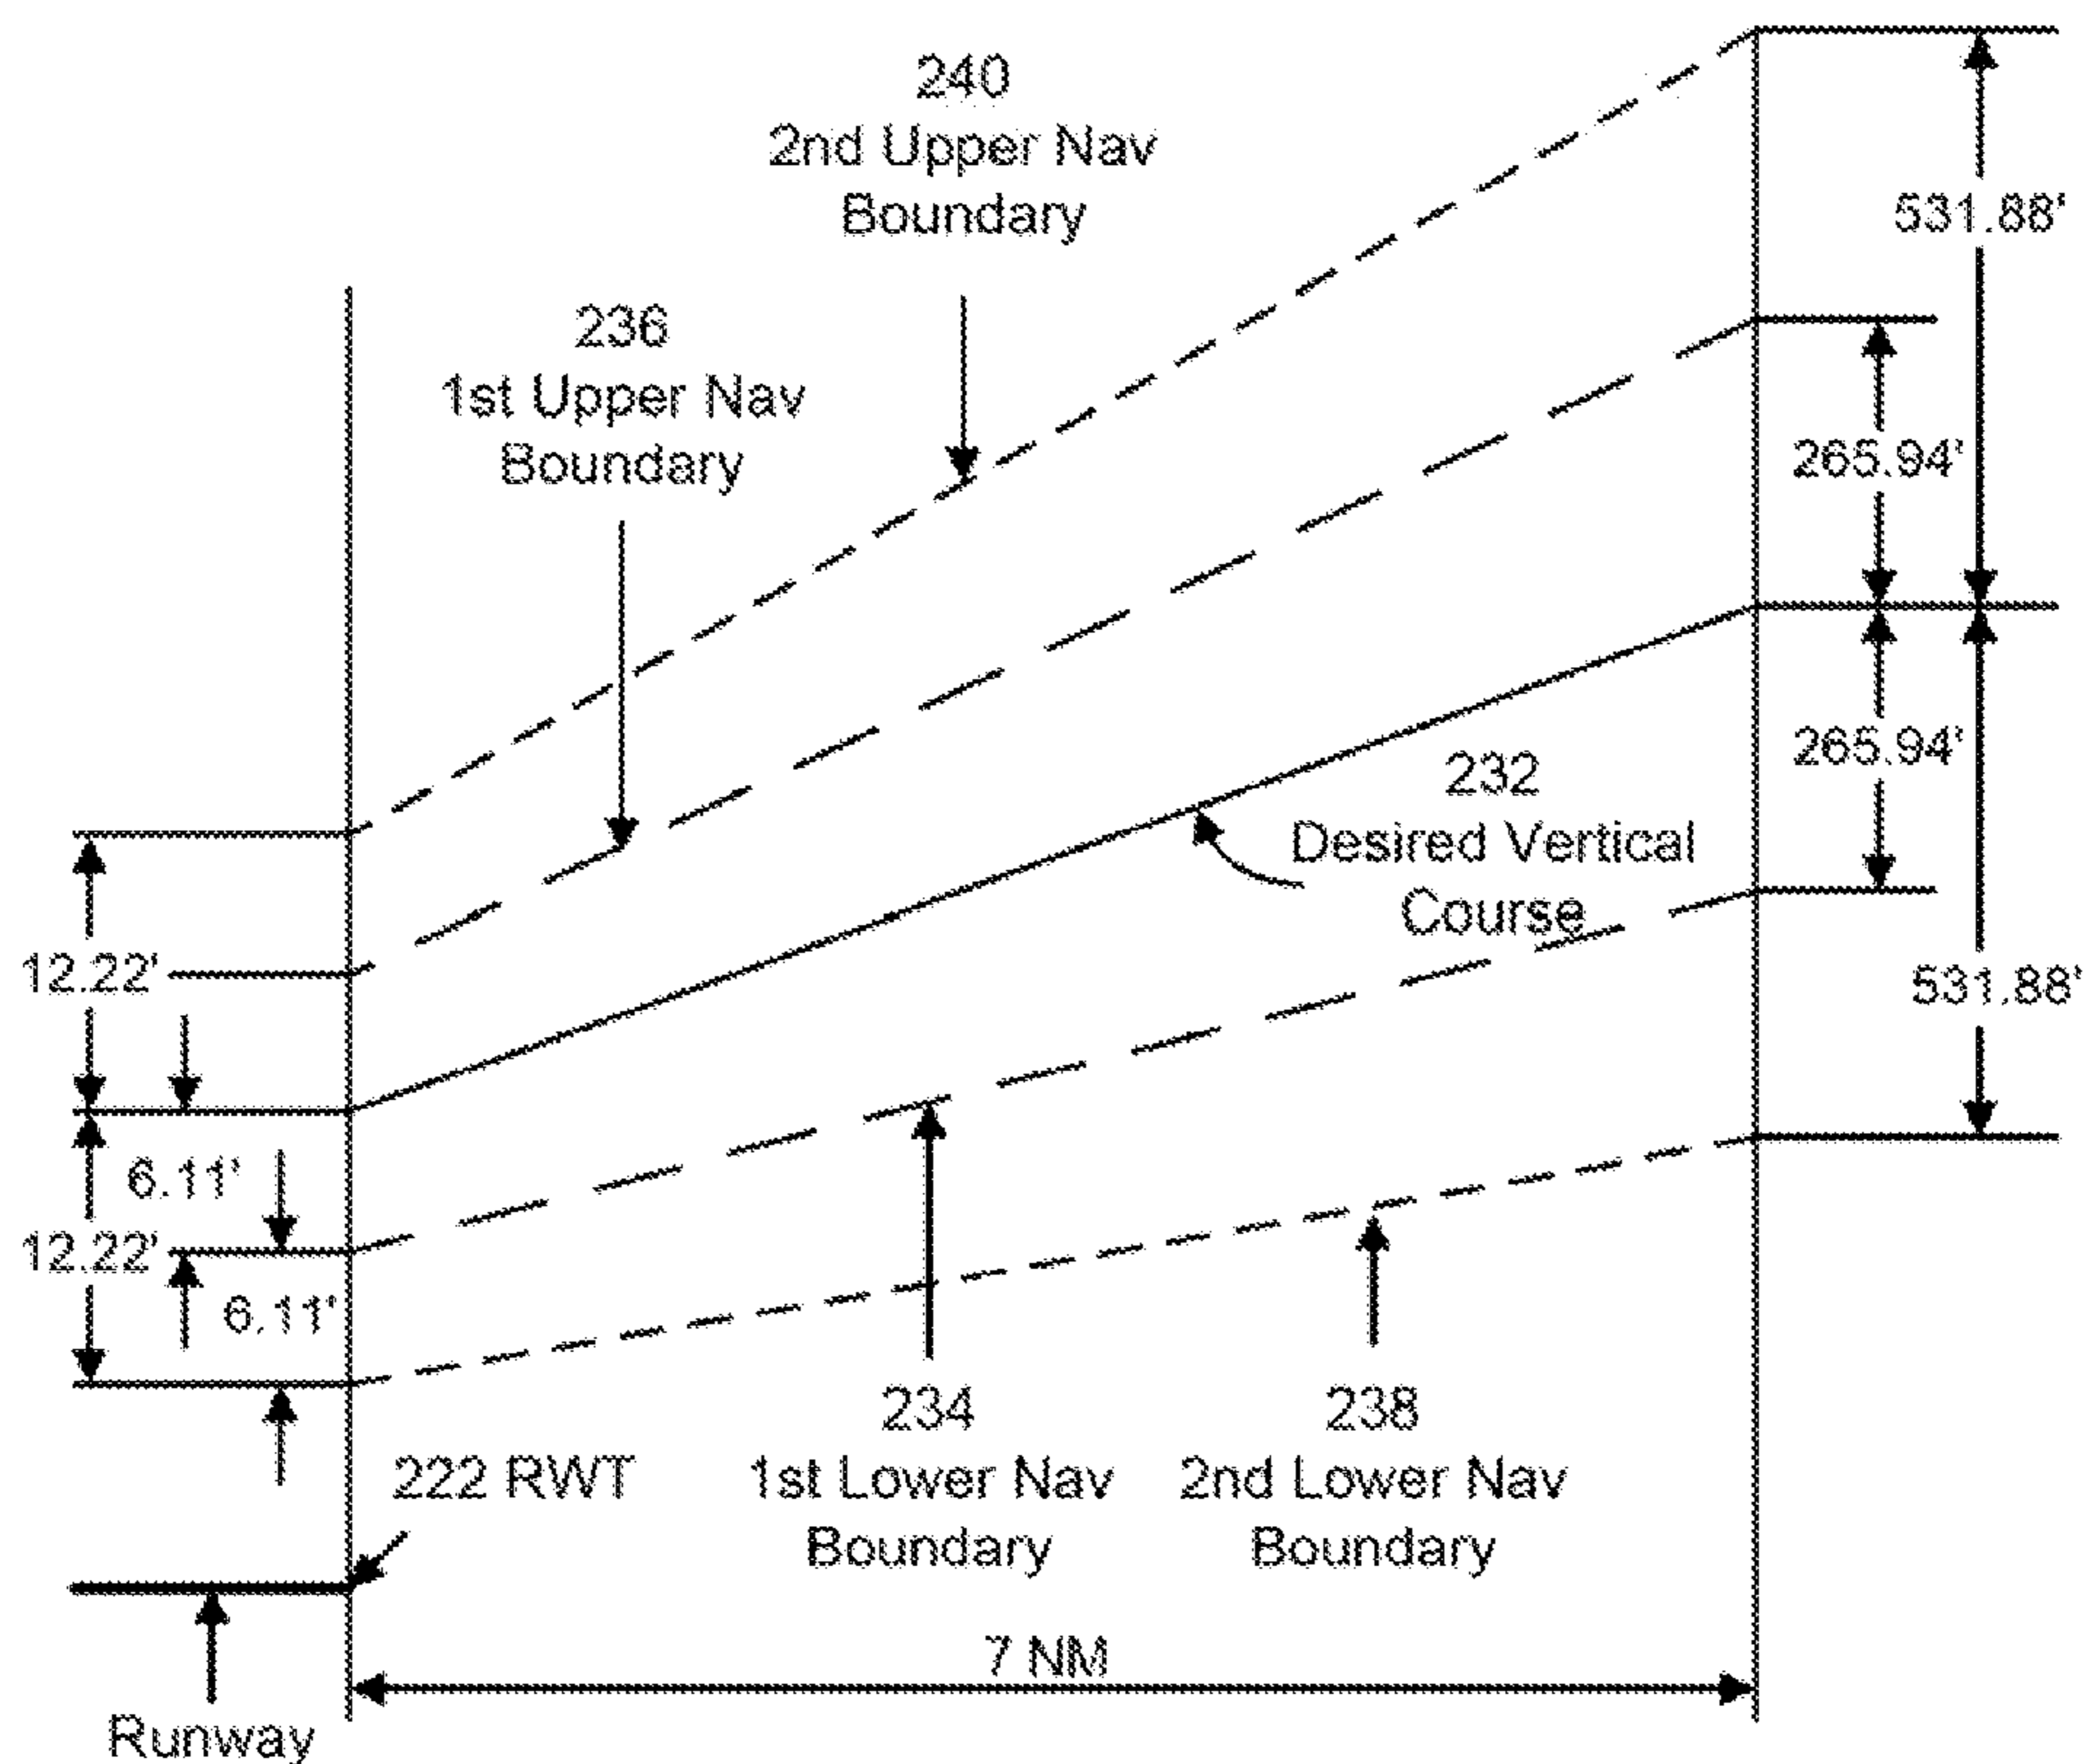 240
2nd Upper Nav
Boundary
531.88'
236
1st Upper Nav
Boundary
265.94'
232
Desired Vertical
Course
265.94'
12.22'
531.88'
6.11'
12.22'
6.11'
234
1st Lower Nav
Boundary
238
2nd Lower Nav
Boundary
222 RWT
7 NM
Runway